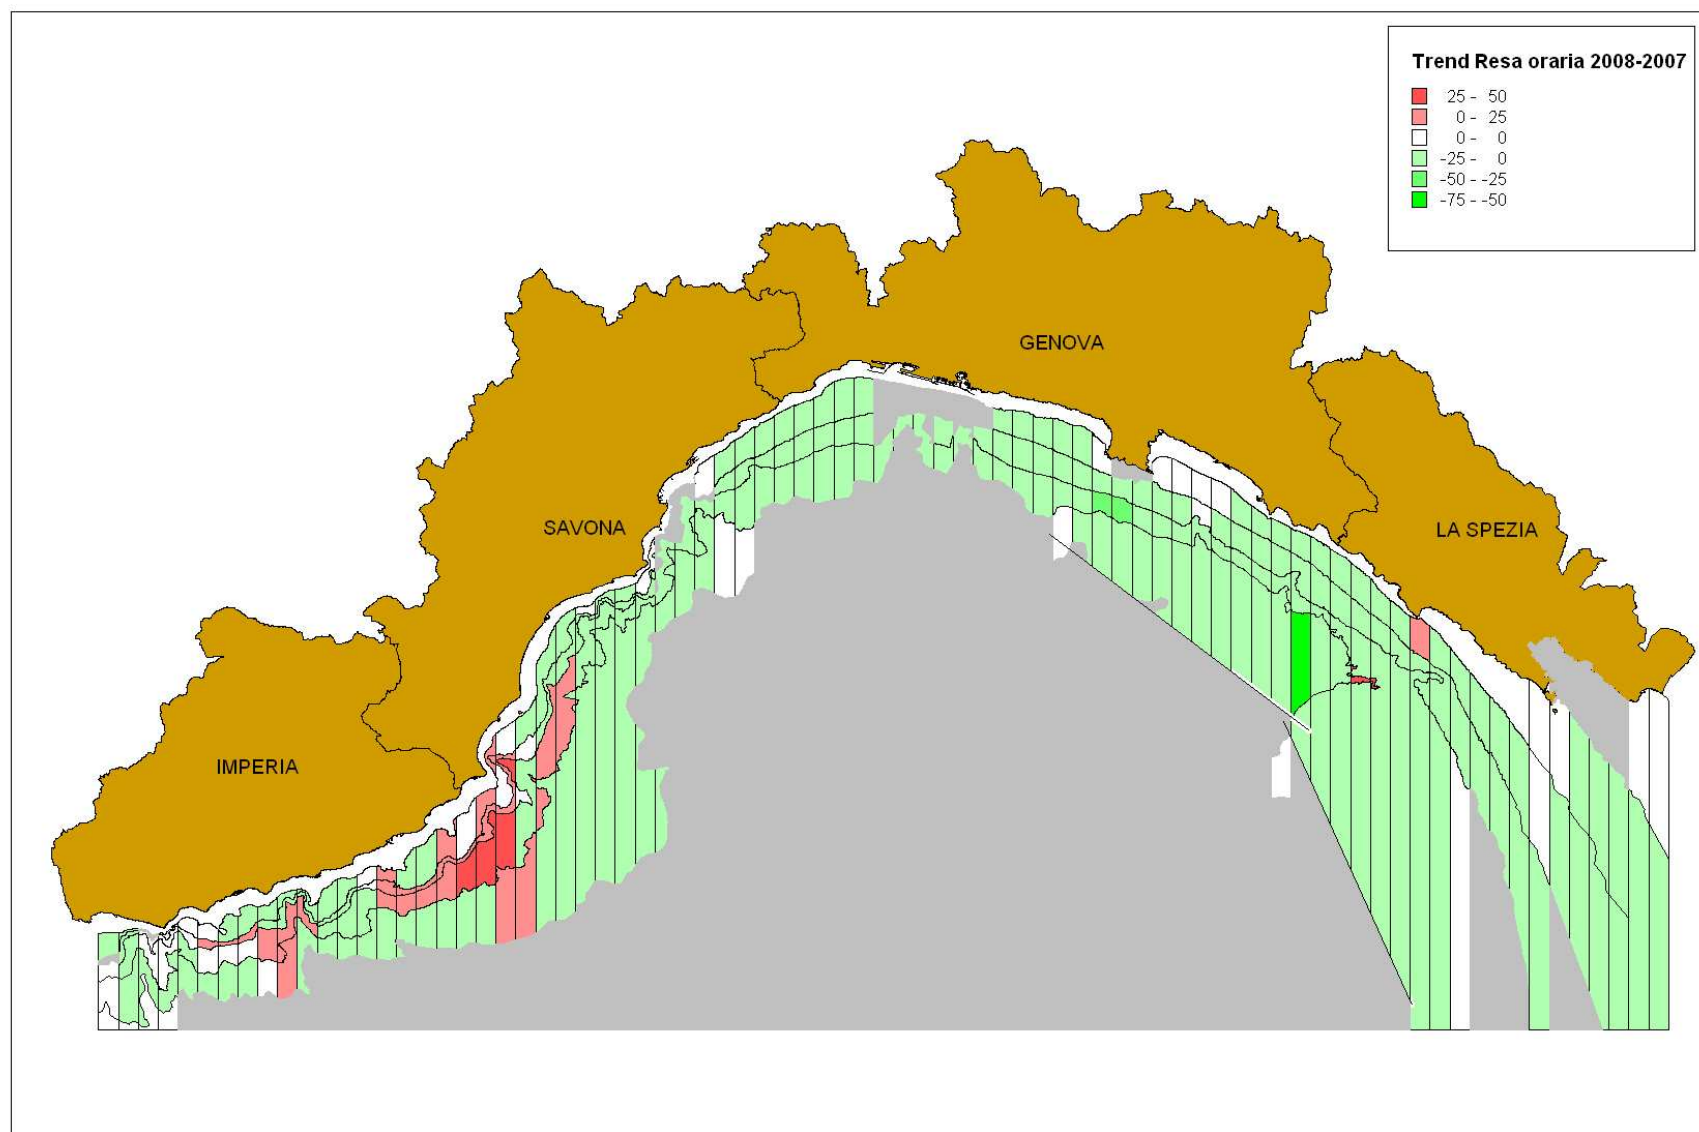 Trend Resa oraria 2008-2007
25 - 50
0 - 25
0 - 0
-25 - 0
-50 - -25
-75 - -50
GENOVA
SAVONA
LA SPEZIA
IMPERIA